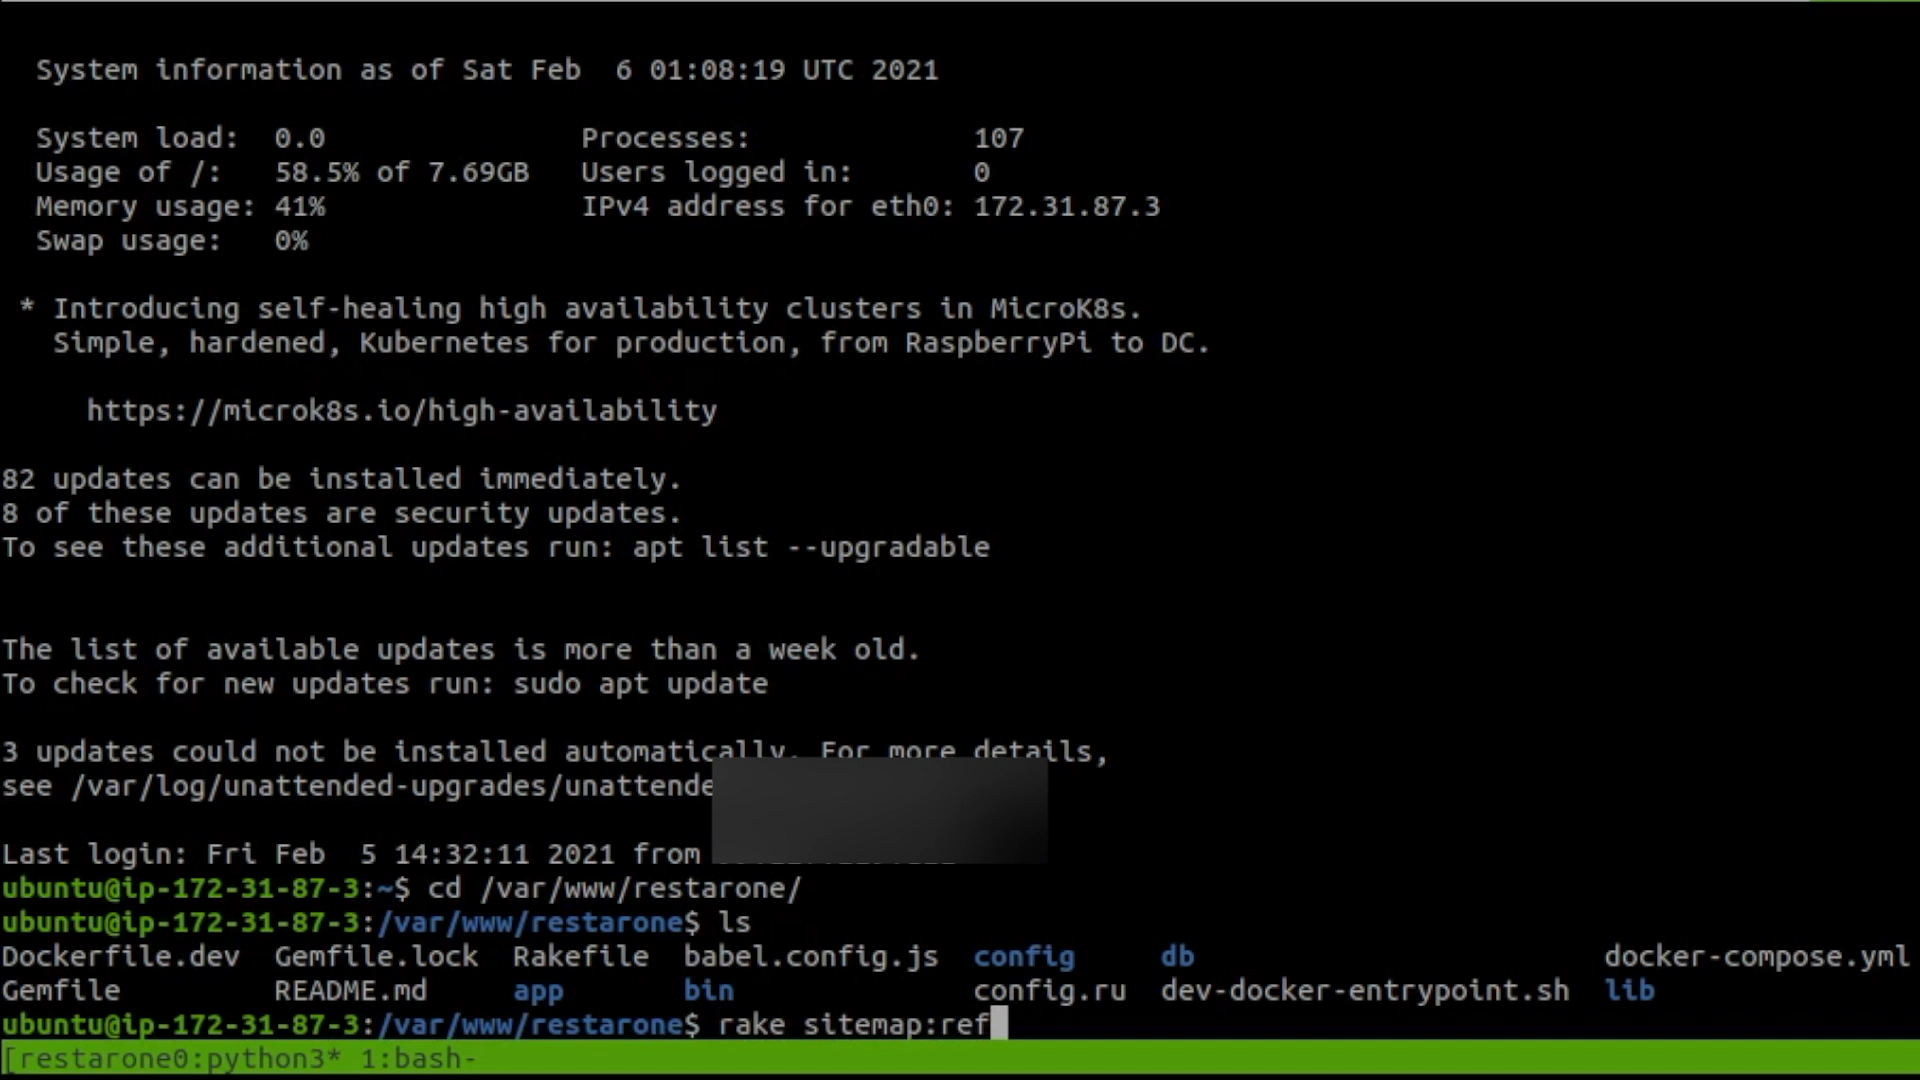 System information as of Sat Feb  6 01:08:19 UTC 2021
System load:  0.0               Processes:             107
Usage of /:   58.5% of 7.69GB   Users logged in:       0
Memory usage: 41%               IPv4 address for eth0: 172.31.87.3
Swap usage:   0%
* Introducing self-healing high availability clusters in MicroK8s.
Simple, hardened, Kubernetes for production, from RaspberryPi to DC.
https://microk8s.io/high-availability
82 updates can be installed immediately.
8 of these updates are security updates.
To see these additional updates run: apt list --upgradable
The list of available updates is more than a week old.
To check for new updates run: sudo apt update
3 updates could not be installed automatically. For more details,
see /var/log/unattended-upgrades/unattende
Last login: Fri Feb  5 14:32:11 2021 from
ubuntu@ip-172-31-87-3:~$ cd /var/www/restarone/
ubuntu@ip-172-31-87-3:/var/www/restarone$ ls
Dockerfile.dev  Gemfile.lock  Rakefile  babel.config.js  config     db                        docker-compose.yml
Gemfile         README.md     app       bin              config.ru  dev-docker-entrypoint.sh  lib
ubuntu@ip-172-31-87-3:/var/www/restarone$ rake sitemap:ref
[restarone0:python3* 1:bash-